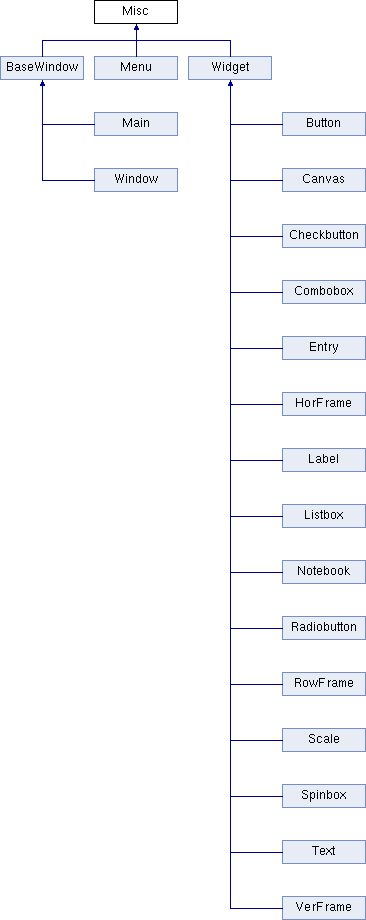 Misc
BaseWindow
Menu
Widget
Main
Button
Window
Canvas
Checkbutton
Combobox
Entry
HorFrame
Label
Listbox
Notebook
Radiobutton
RowFrame
Scale
Spinbox
Text
VerFrame